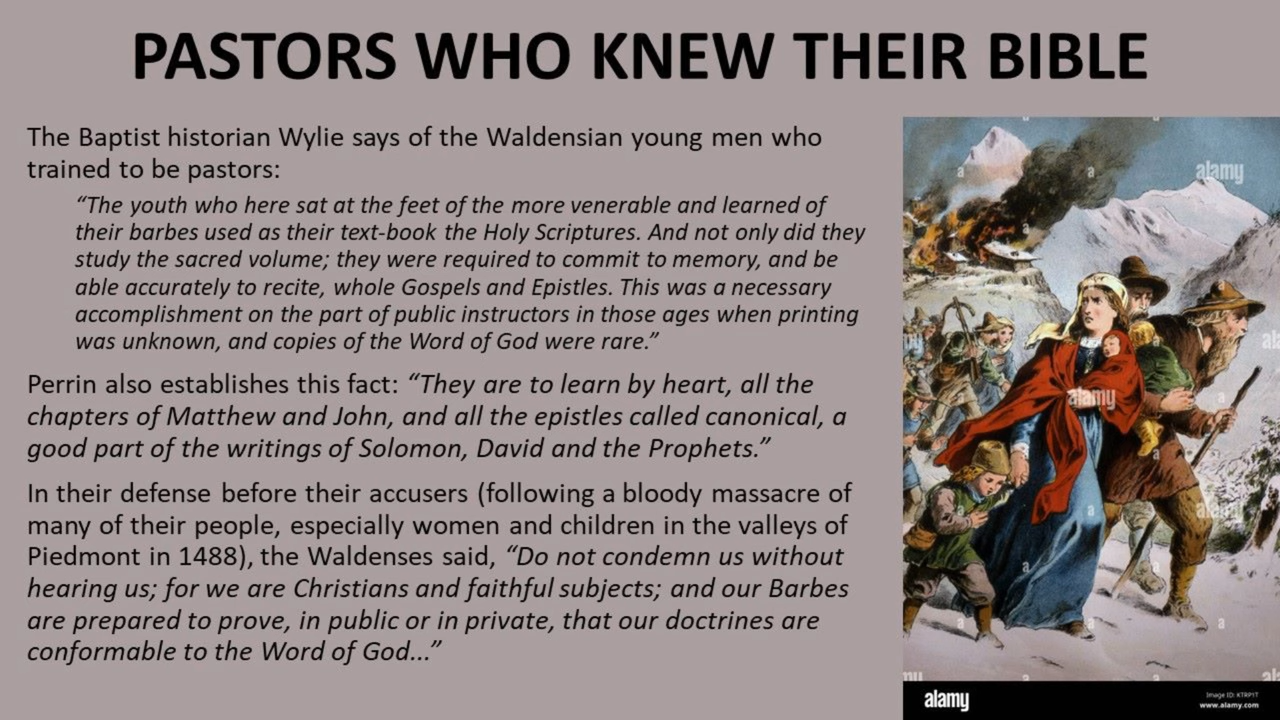 PASTORS WHO KNEW THEIR BIBLE
The Baptist historian Wylie says of the Waldensian young men who
trained to be pastors:
“The youth who here sat at the feet of the more venerable and learned of
their barbes used as their text-book the Holy Scriptures. And not only did they
study the sacred volume; they were required to commit to memory, and be
able accurately to recite, whole Gospels and Epistles. This was a necessary
accomplishment on the part of public instructors in those ages when printing
was unknown, and copies of the Word of God were rare.”
Perrin also establishes this fact: “They are to learn by heart, all the
chapters of Matthew and John, and all the epistles called canonical, a
good part of the writings of Solomon, David and the Prophets.”
In their defense before their accusers (following a bloody massacre of
many of their people, especially women and children in the valleys of
Piedmont in 1488), the Waldenses said, “Do not condemn us without
hearing us; for we are Christians and faithful subjects; and our Barbes
are prepared to prove, in public or in private, that our doctrines are
conformable to the Word of God...”
alamy
alamy
alamy
alamy
Image ID: KTRP1T
www.alamy.com